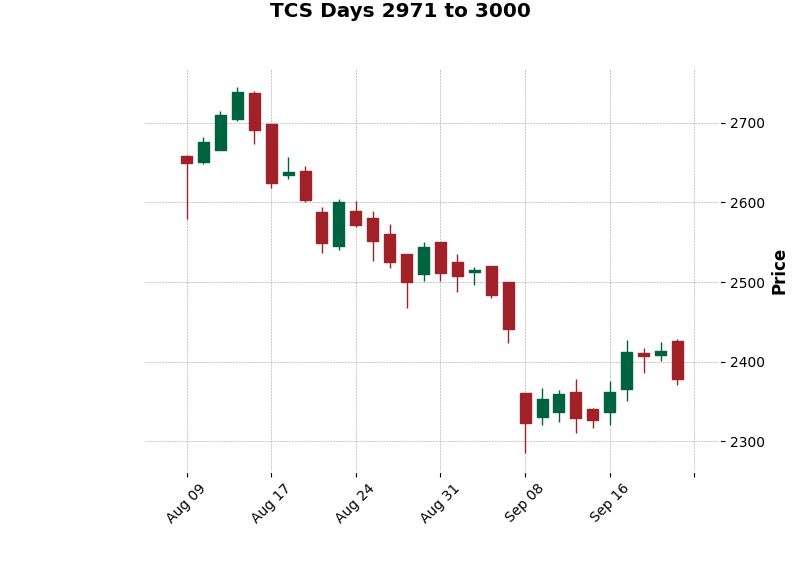 TCS Days 2971 to 3000
2700
2600
2500
2400
2300
Price
Aug 09
Aug 17
Aug 24
Aug 31
Sep 08
Sep 16